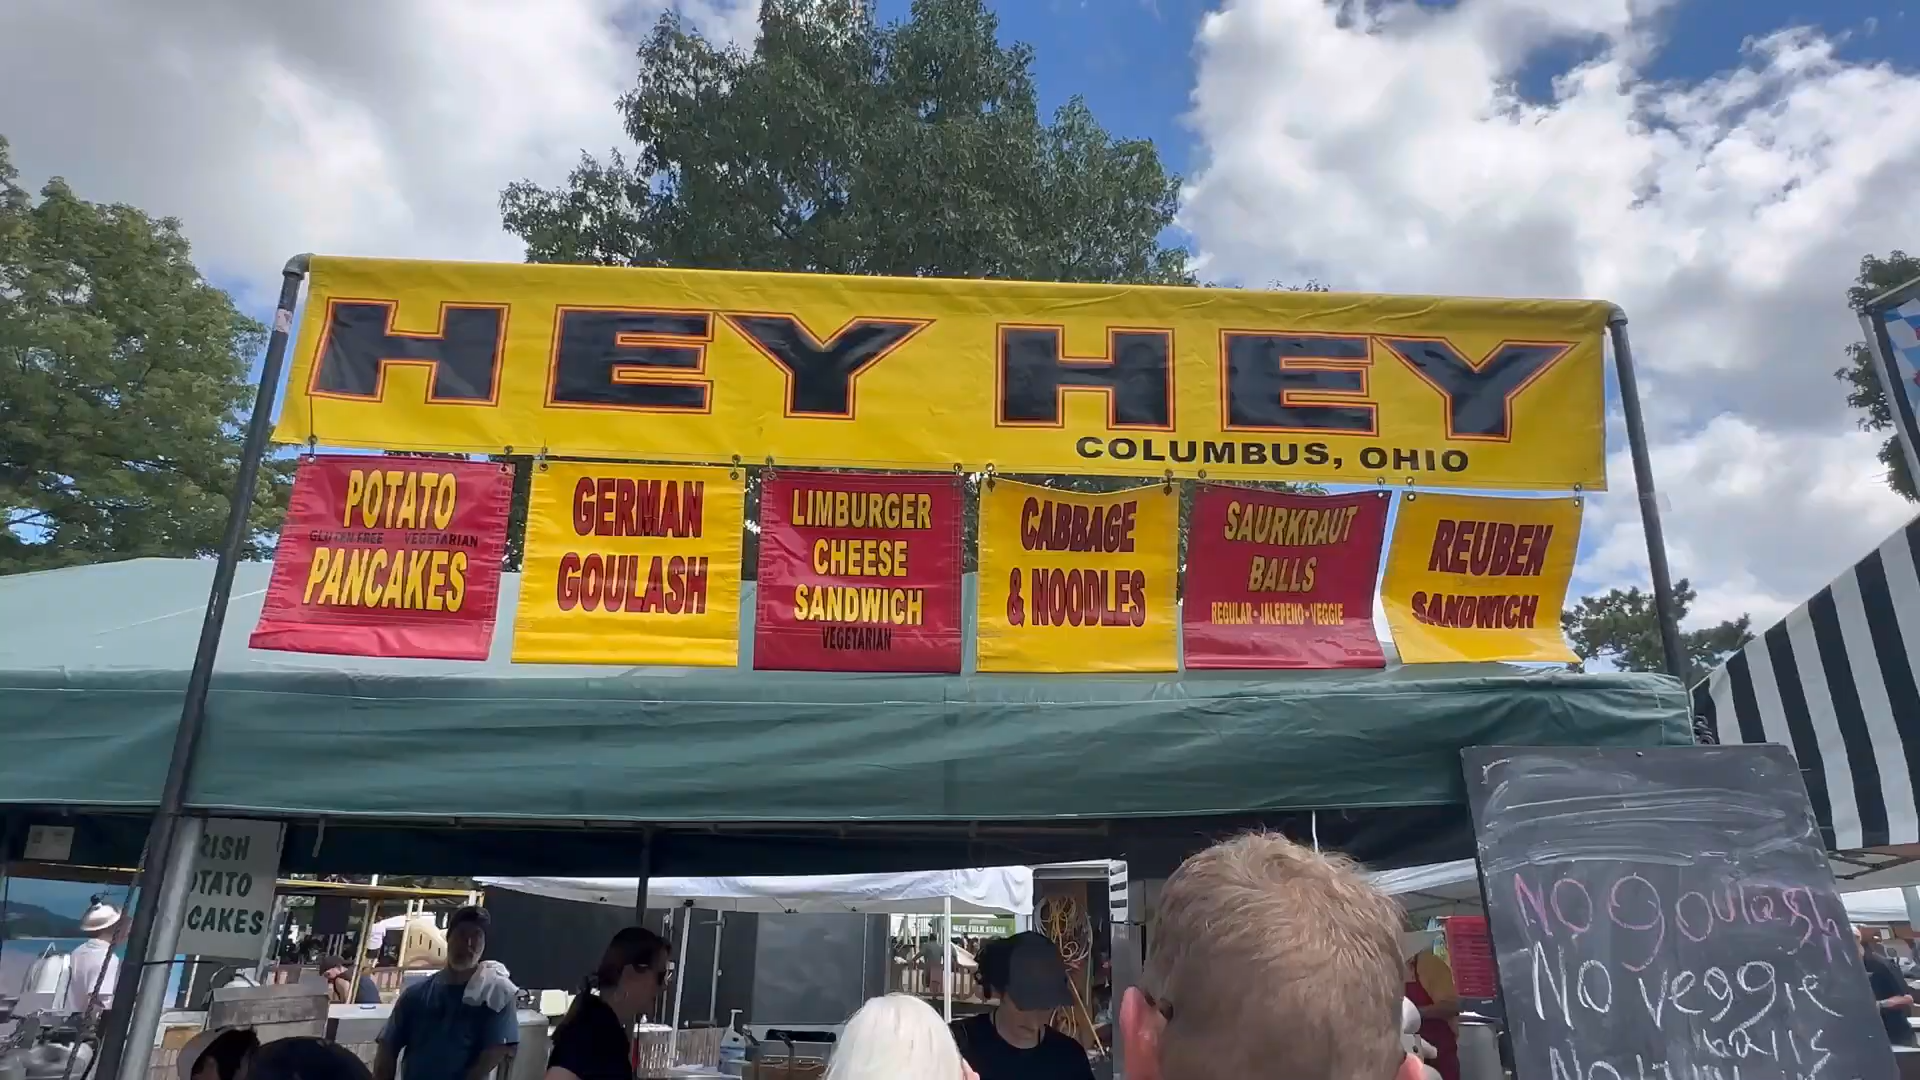 HEY HEY
COLUMBUS, OHIO
POTATO
GLUTEN FREE VEGETARIAN
PANCAKES
GERMAN
GOULASH
LIMBURGER
CHEESE
SANDWICH
VEGETARIAN
CABBAGE
& NOODLES
SAURKRAUT
BALLS
REGULAR - JALEPENO - VEGGIE
REUBEN
SANDWICH
RISH
OTATO
CAKES
NO goulash
No veggie
balls